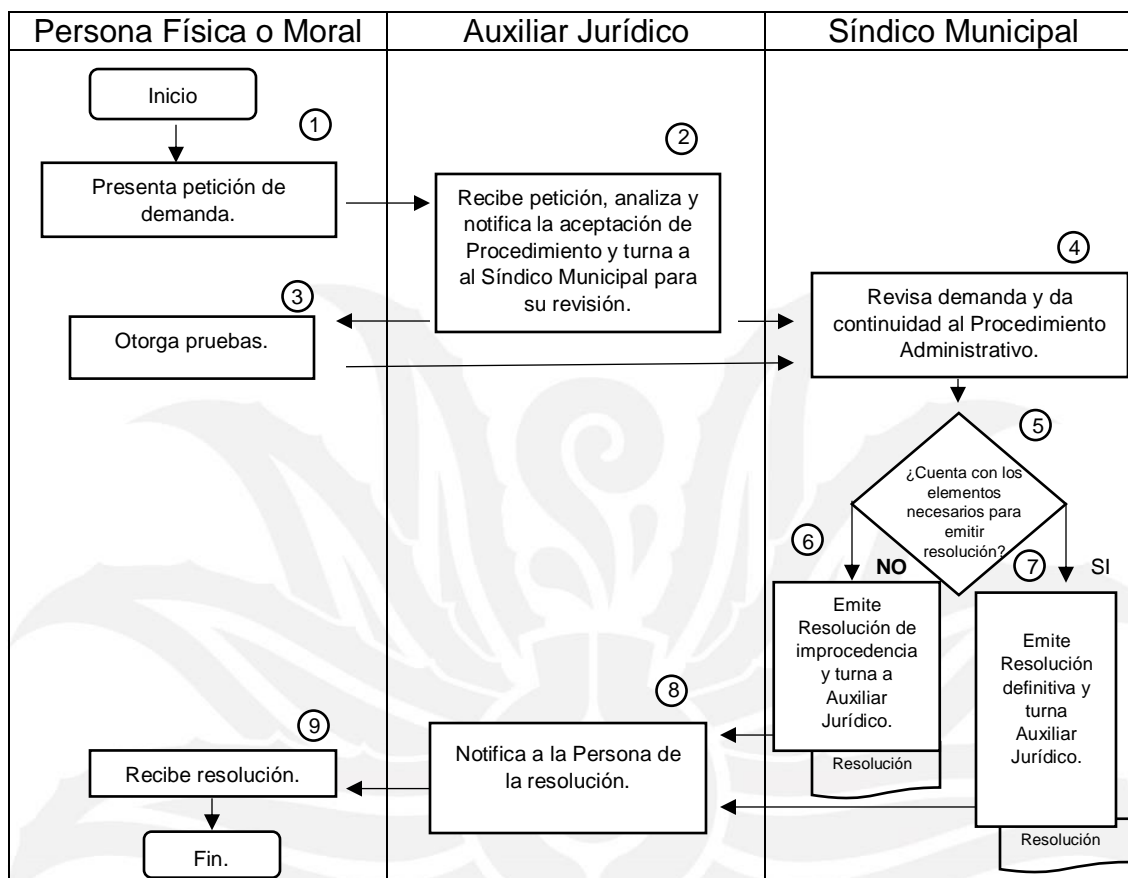 Persona Física o Moral
Auxiliar Jurídico
Síndico Municipal
Inicio
1
Presenta petición de
demanda.
2
Recibe petición, analiza y
notifica la aceptación de
Procedimiento y turna a
al Síndico Municipal para
su revisión.
3
Otorga pruebas.
4
Revisa demanda y da
continuidad al Procedimiento
Administrativo.
5
¿Cuenta con los
elementos
necesarios para
emitir
resolución?
6
NO
Emite
Resolución de
improcedencia
y turna a
Auxiliar
Jurídico.
Resolución
7
SI
Emite
Resolución
definitiva y
turna
Auxiliar
Jurídico.
Resolución
8
Notifica a la Persona de
la resolución.
9
Recibe resolución.
Fin.